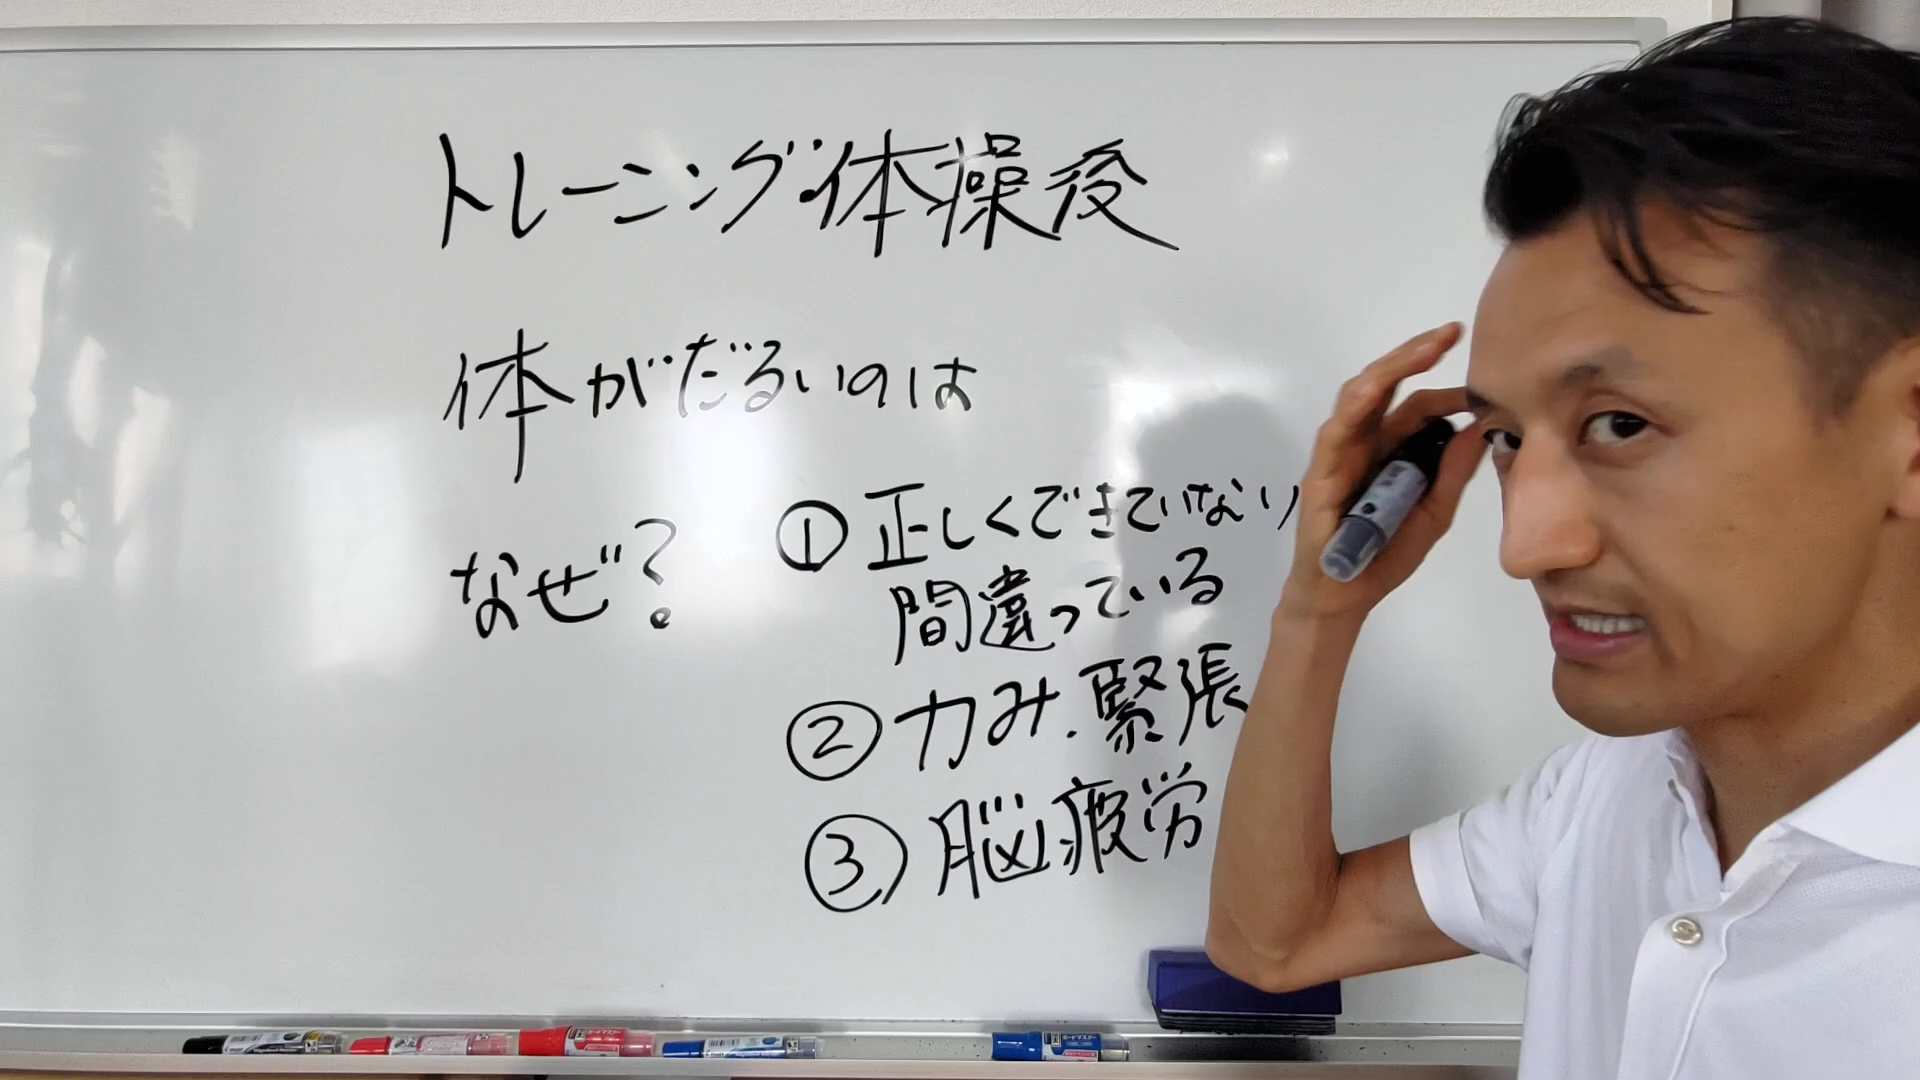 トレーニング・体操後
体がだるいのは
なぜ?
①正しくできていない
間違っている
②力み.緊張
③脳疲労